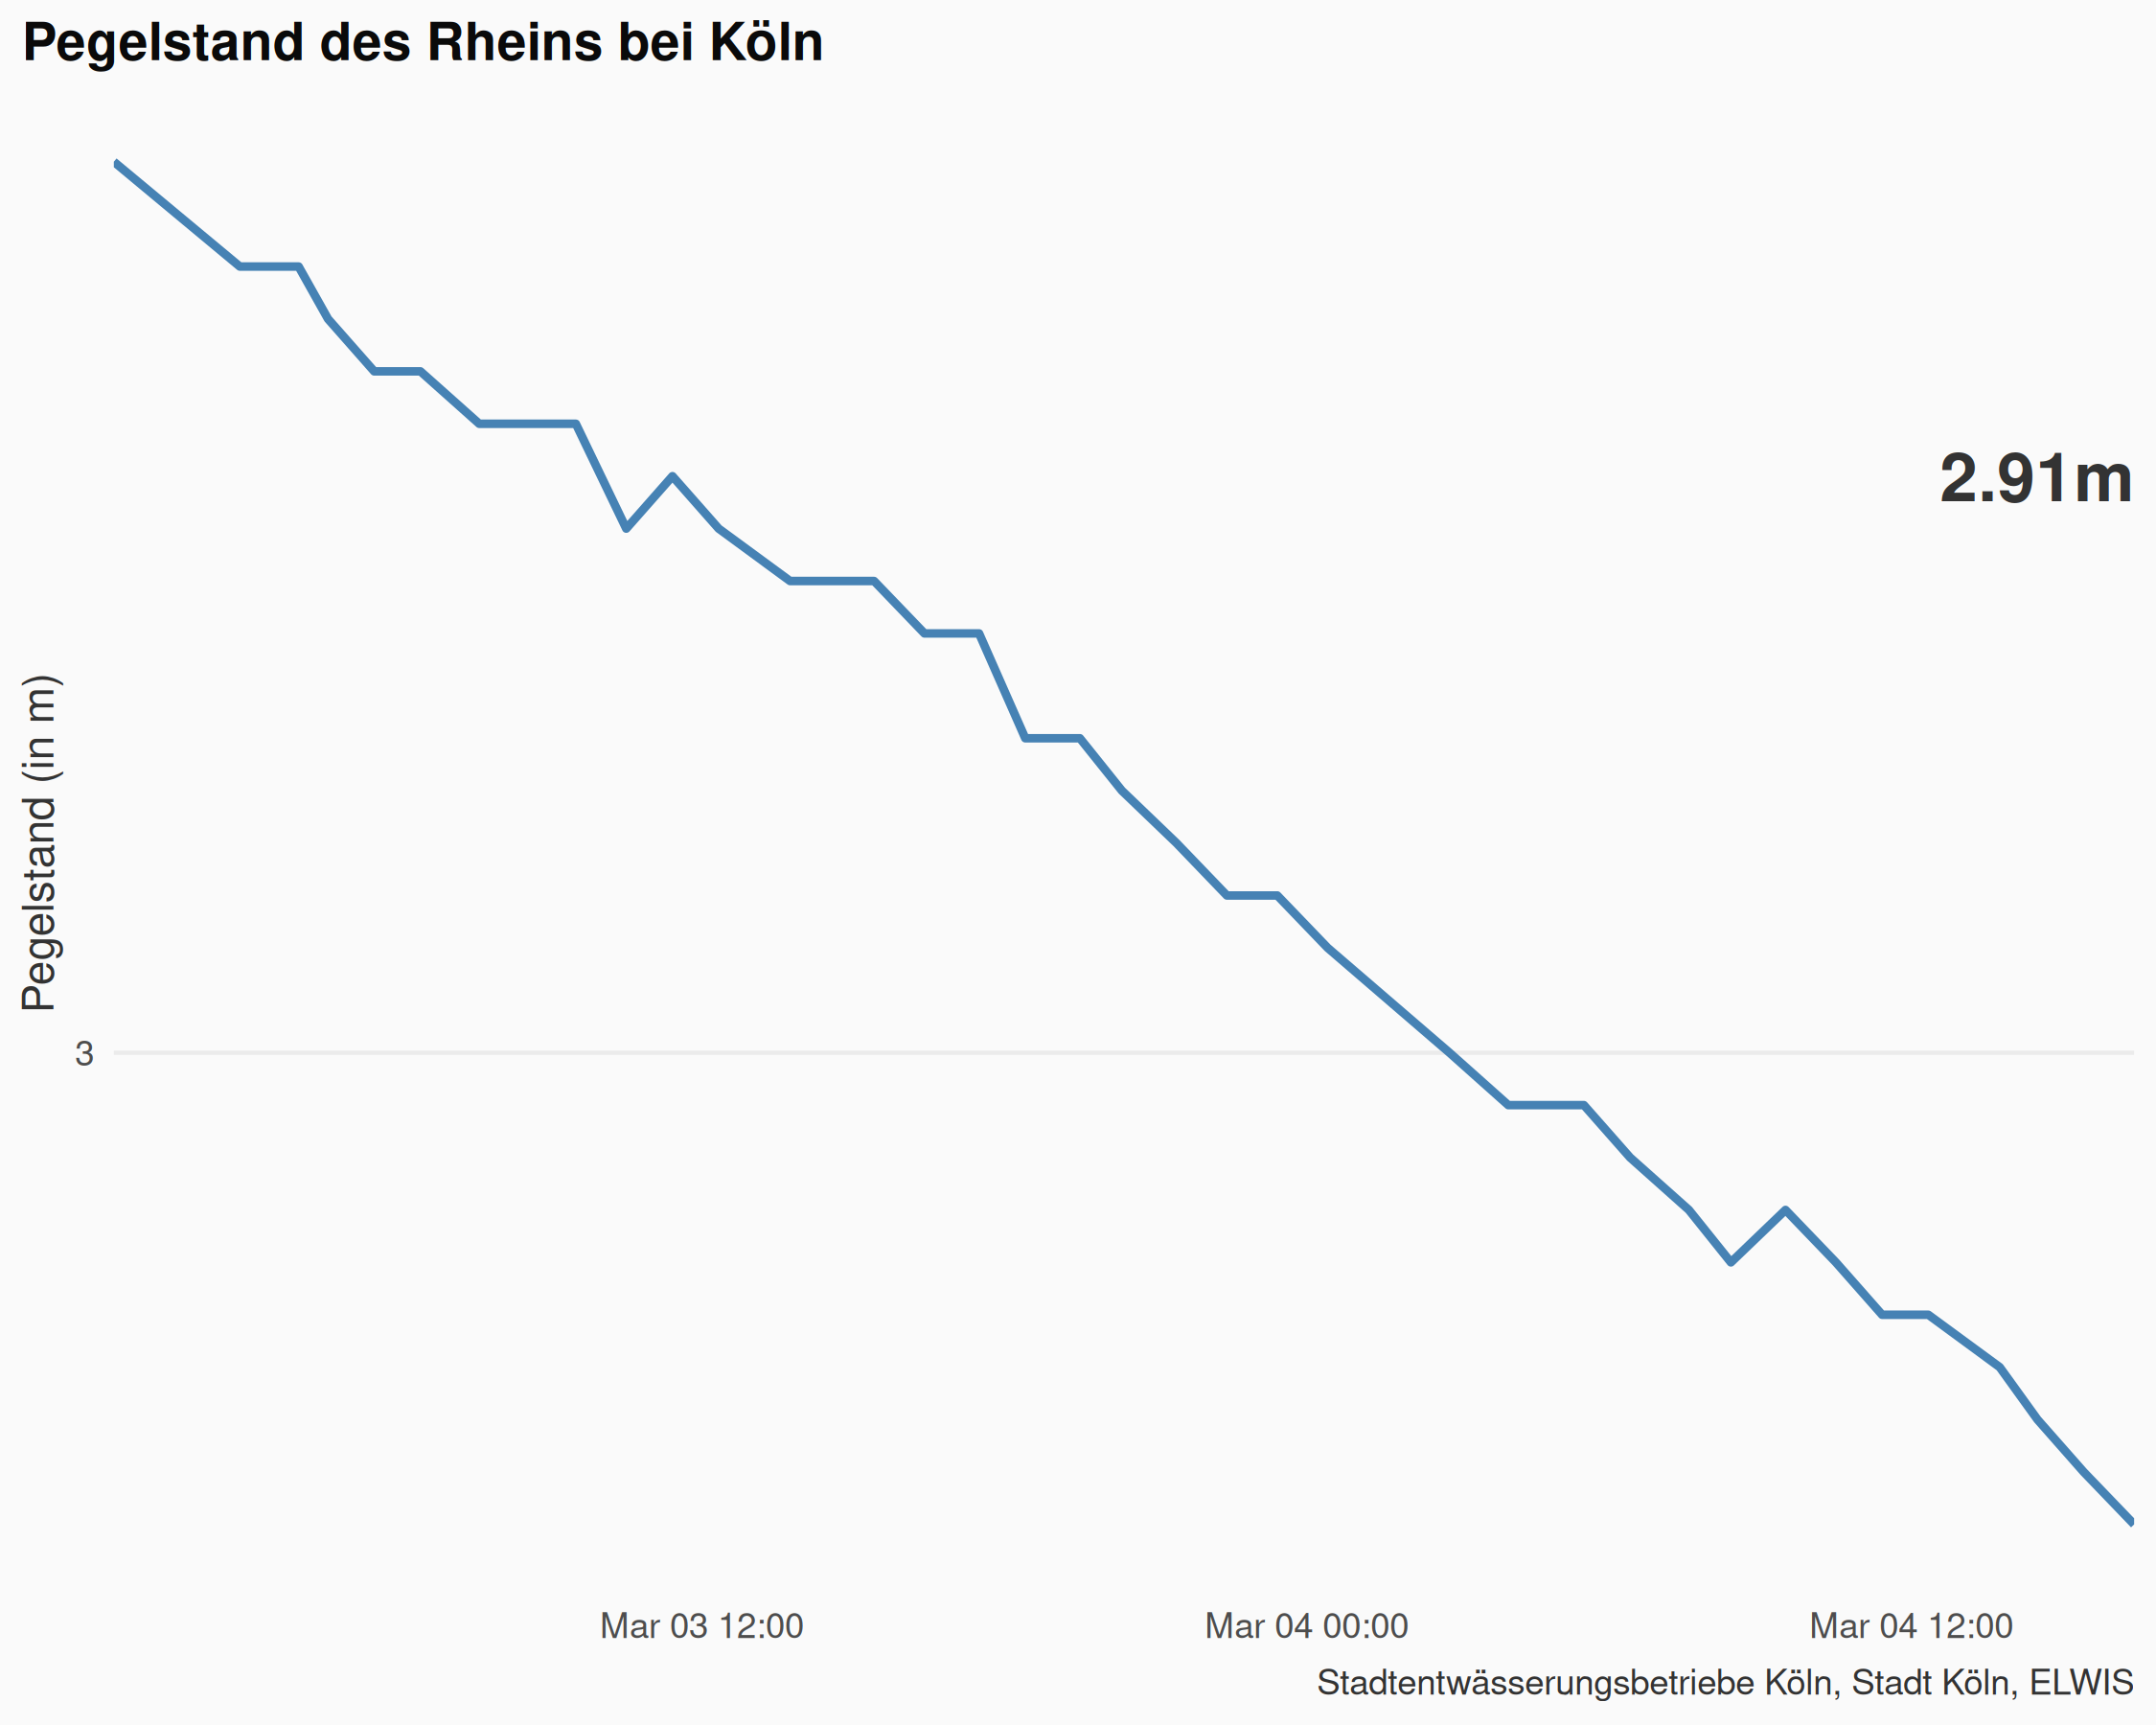 Pegelstand des Rheins bei Köln
2.91m
Pegelstand (in m)
3
Mar 03 12:00
Mar 04 00:00
Mar 04 12:00
Stadtentwässerungsbetriebe Köln, Stadt Köln, ELWIS